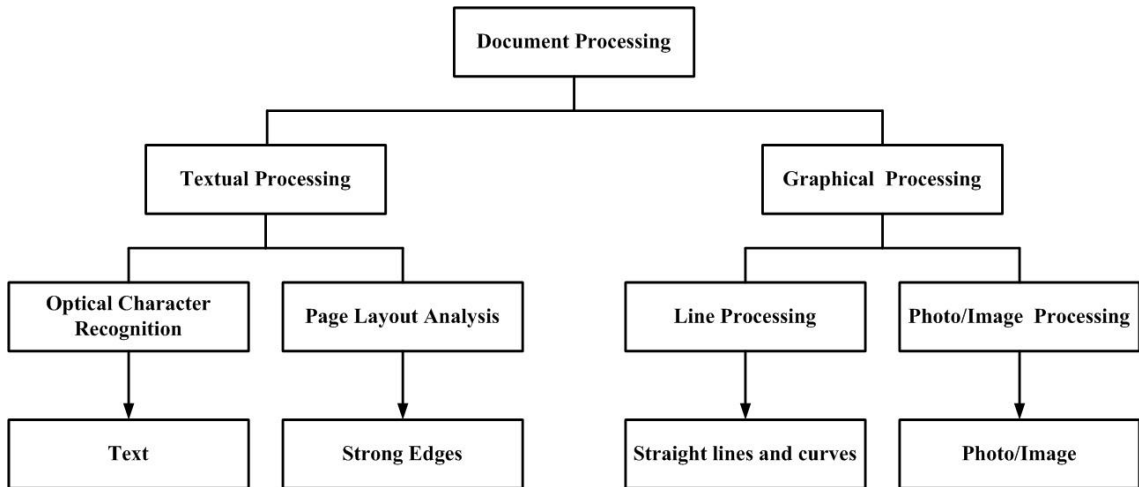 Document Processing
Textual Processing
Graphical Processing
Optical Character
Recognition
Page Layout Analysis
Line Processing
Photo/Image Processing
Text
Strong Edges
Straight lines and curves
Photo/Image